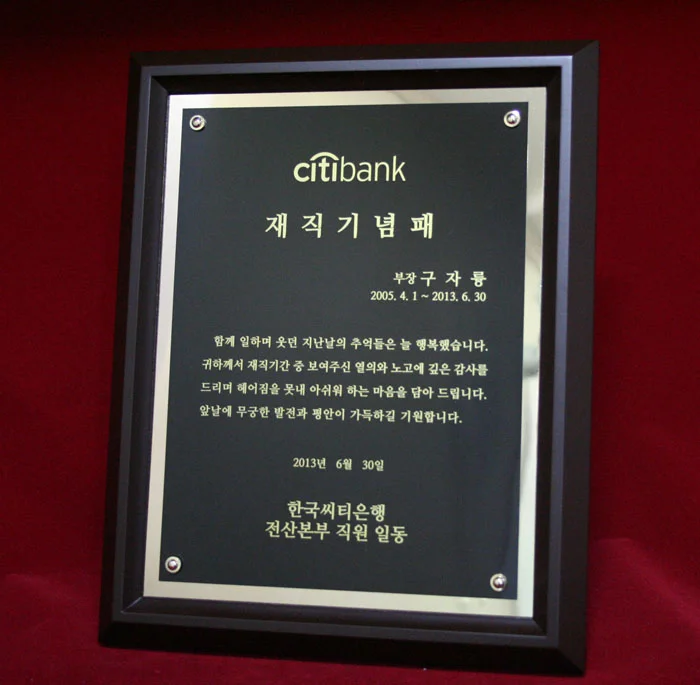 citibank
재직기념패
부장 구자룡
2005. 4. 1 ~ 2013. 6. 30
함께 일하며 웃던 지난날의 추억들은 늘 행복했습니다.
귀하께서 재직기간 중 보여주신 열의와 노고에 깊은 감사를
드리며 헤어짐을 못내 아쉬워 하는 마음을 담아 드립니다.
앞날에 무궁한 발전과 평안이 가득하길 기원합니다.
2013년 6월 30일
한국씨티은행
전산본부 직원 일동